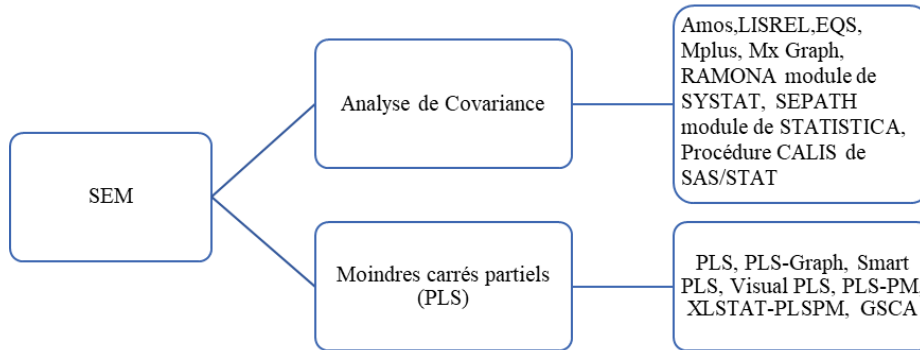 SEM
Analyse de Covariance
Amos,LISREL,EQS,
Mplus, Mx Graph,
RAMONA module de
SYSTAT, SEPATH
module de STATISTICA,
Procédure CALIS de
SAS/STAT
Moindres carrés partiels
(PLS)
PLS, PLS-Graph, Smart
PLS, Visual PLS, PLS-PM,
XLSTAT-PLSPM, GSCA